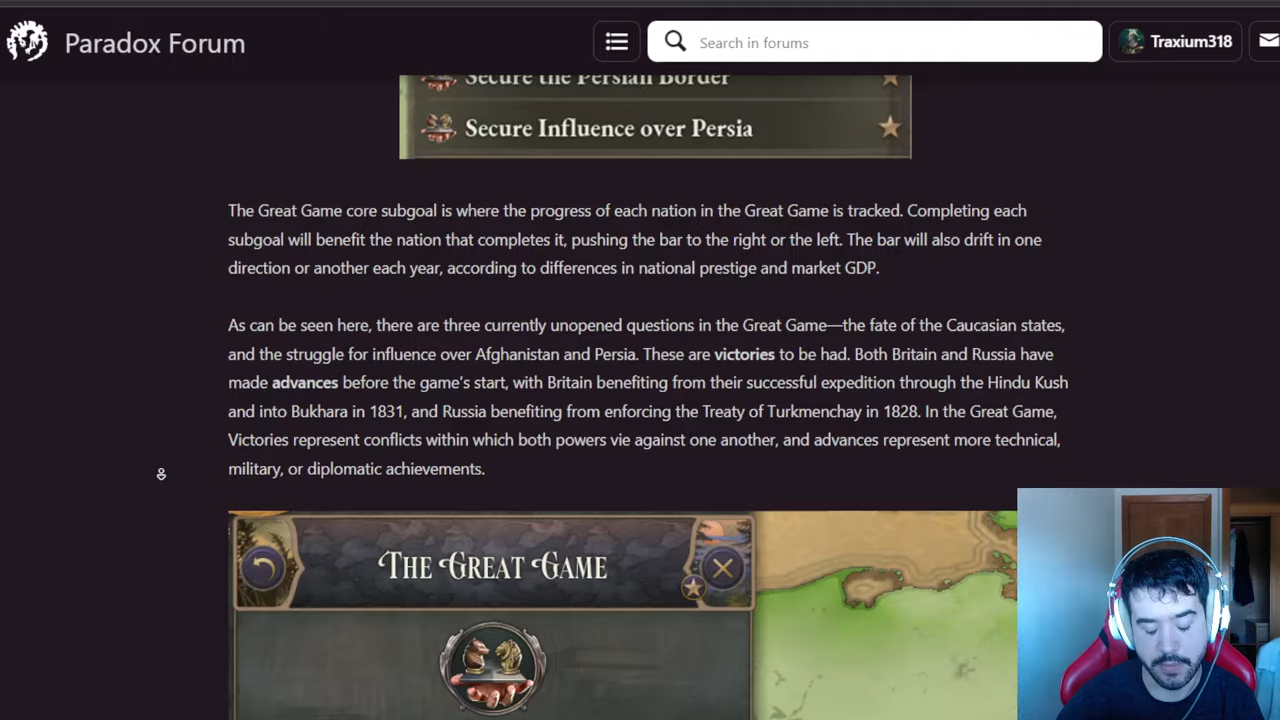 Paradox Forum
Search in forums
Traxium318
Secure the Persian Border
Secure Influence over Persia
The Great Game core subgoal is where the progress of each nation in the Great Game is tracked. Completing each
subgoal will benefit the nation that completes it, pushing the bar to the right or the left. The bar will also drift in one
direction or another each year, according to differences in national prestige and market GDP.
As can be seen here, there are three currently unopened questions in the Great Game—the fate of the Caucasian states,
and the struggle for influence over Afghanistan and Persia. These are victories to be had. Both Britain and Russia have
made advances before the game's start, with Britain benefiting from their successful expedition through the Hindu Kush
and into Bukhara in 1831, and Russia benefiting from enforcing the Treaty of Turkmenchay in 1828. In the Great Game,
Victories represent conflicts within which both powers vie against one another, and advances represent more technical,
military, or diplomatic achievements.
The Great Game